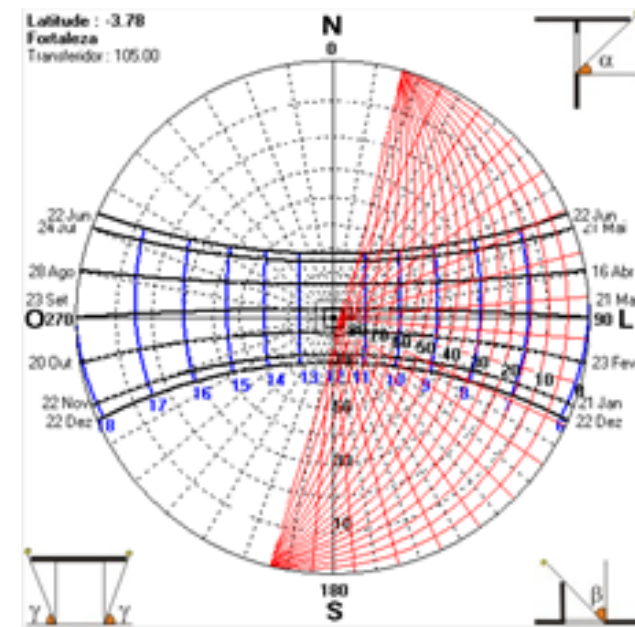 Latitude : -3.78
Fortaleza
Transferidor : 105.00
N
0
α
22 Jun
22 Jun
24 Jul
21 Mai
28 Ago
16 Abr
23 Set
21 Ma
O 270
90 L
20 Out
23 Fev
22 Nov
21 Jan
22 Dez
22 Dez
80 70 60 50 40 30 20 10 0
18 17 16 15 14 13 12 11 10 9 8 7 6
50
30
10
180
S
γ γ
β